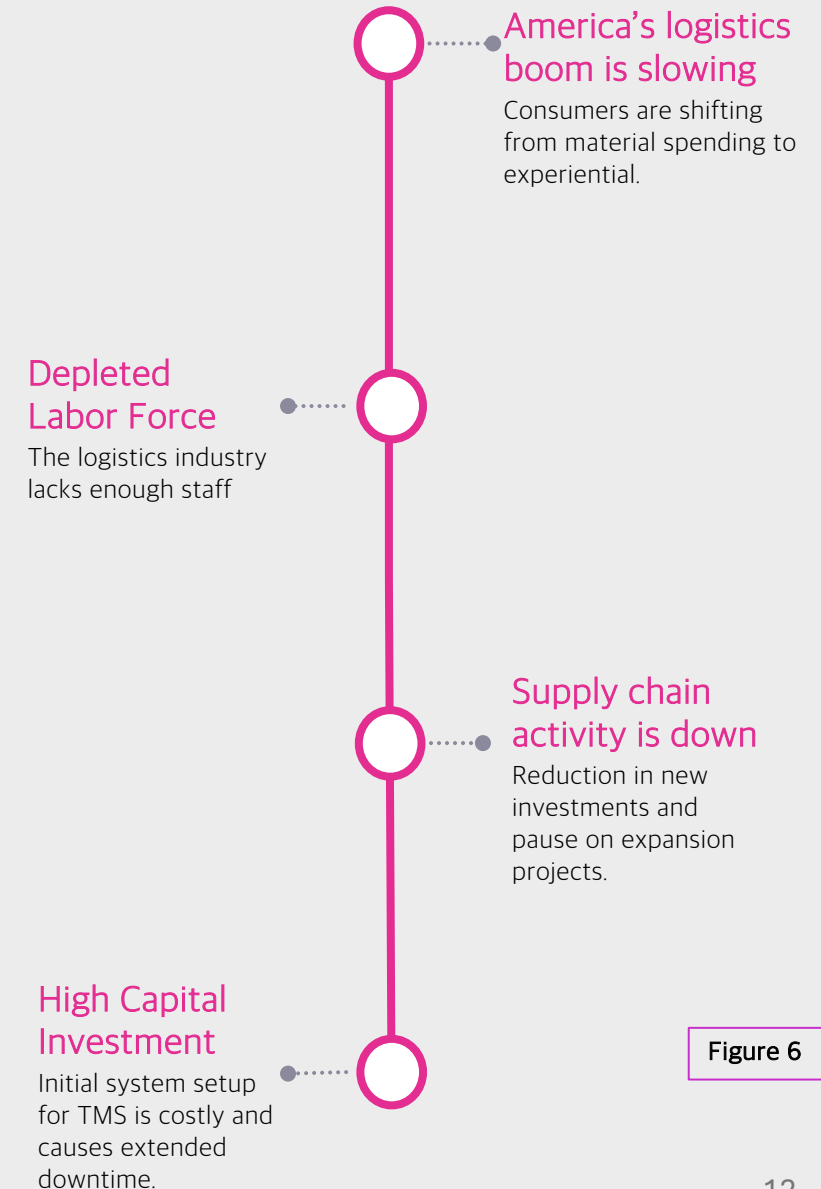 America’s logistics
boom is slowing
Consumers are shifting
from material spending to
experiential.
Depleted
Labor Force
The logistics industry
lacks enough staff
Supply chain
activity is down
Reduction in new
investments and
pause on expansion
projects.
High Capital
Investment
Initial system setup
for TMS is costly and
causes extended
downtime.
Figure 6